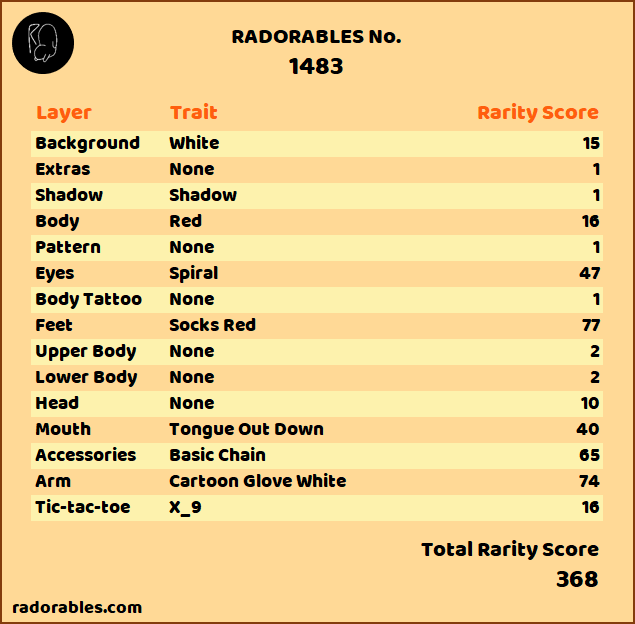 RADORABLES No.
1483
Layer Trait Rarity Score
Background White 15
Extras None 1
Shadow Shadow 1
Body Red 16
Pattern None 1
Eyes Spiral 47
Body Tattoo None 1
Feet Socks Red 77
Upper Body None 2
Lower Body None 2
Head None 10
Mouth Tongue Out Down 40
Accessories Basic Chain 65
Arm Cartoon Glove White 74
Tic-tac-toe X_9 16
Total Rarity Score
368
radorables.com